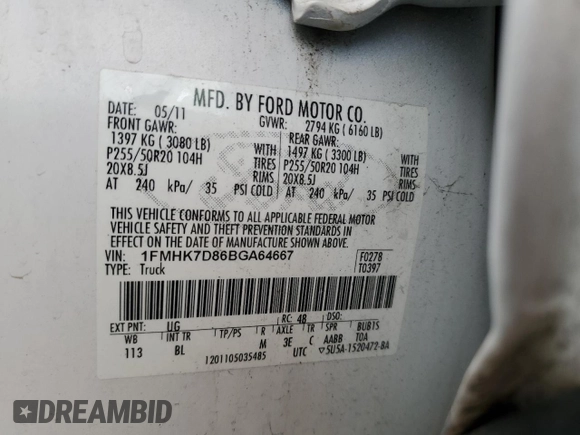 MFD. BY FORD MOTOR CO.
DATE: 05/11 GVWR: 2794 KG ( 6160 LB)
FRONT GAWR: REAR GAWR:
1397 KG ( 3080 LB) WITH 1497 KG ( 3300 LB) WITH
P255/50R20 104H TIRES P255/50R20 104H TIRES
20X8.5J RIMS 20X8.5J RIMS
AT 240 kPa/ 35 PSI COLD AT 240 kPa/ 35 PSI COLD
THIS VEHICLE CONFORMS TO ALL APPLICABLE FEDERAL MOTOR
VEHICLE SAFETY AND THEFT PREVENTION STANDARDS IN
EFFECT ON THE DATE OF MANUFACTURE SHOWN ABOVE.
VIN: 1FMHK7D86BGA64667 F0278
TYPE: Truck T0397
EXT PNT: UG RC: 48 DSO:
WB INT TR TP/PS R AXLE TR SPR BUB1S
113 BL M 3E C AABB TOA
1201105035485 UTC 5U5A-1520472-BA
DREAMBID